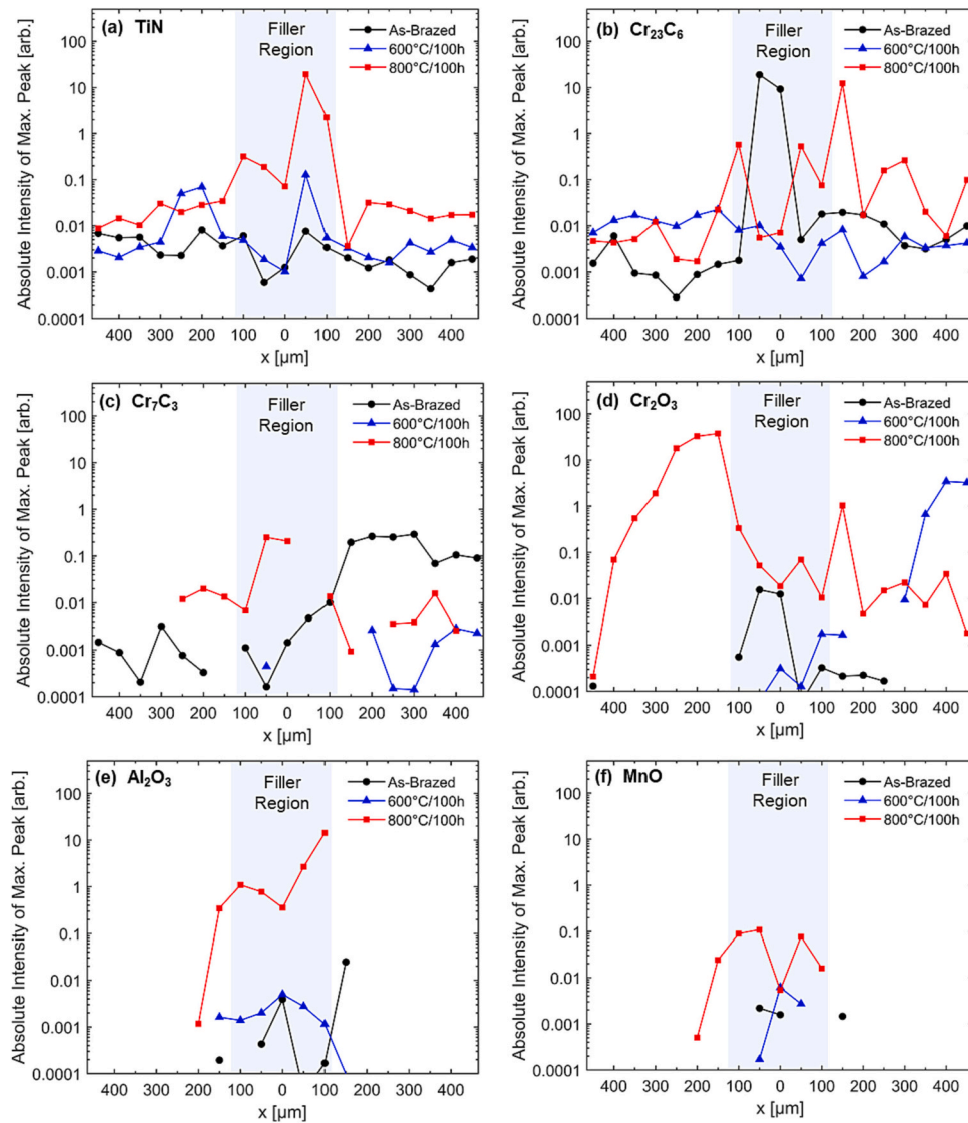 (a) TiN
Filler
Region
As-Brazed
600°C/100h
800°C/100h
Absolute Intensity of Max. Peak [arb.]
100
10
1
0.1
0.01
0.001
0.0001
400 300 200 100 0 100 200 300 400
x [µm]
(b) Cr₂₃C₆
Filler
Region
As-Brazed
600°C/100h
800°C/100h
Absolute Intensity of Max. Peak [arb.]
100
10
1
0.1
0.01
0.001
0.0001
400 300 200 100 0 100 200 300 400
x [µm]
(c) Cr₇C₃
Filler
Region
As-Brazed
600°C/100h
800°C/100h
Absolute Intensity of Max. Peak [arb.]
100
10
1
0.1
0.01
0.001
0.0001
400 300 200 100 0 100 200 300 400
x [µm]
(d) Cr₂O₃
Filler
Region
As-Brazed
600°C/100h
800°C/100h
Absolute Intensity of Max. Peak [arb.]
100
10
1
0.1
0.01
0.001
0.0001
400 300 200 100 0 100 200 300 400
x [µm]
(e) Al₂O₃
Filler
Region
As-Brazed
600°C/100h
800°C/100h
Absolute Intensity of Max. Peak [arb.]
100
10
1
0.1
0.01
0.001
0.0001
400 300 200 100 0 100 200 300 400
x [µm]
(f) MnO
Filler
Region
As-Brazed
600°C/100h
800°C/100h
Absolute Intensity of Max. Peak [arb.]
100
10
1
0.1
0.01
0.001
0.0001
400 300 200 100 0 100 200 300 400
x [µm]